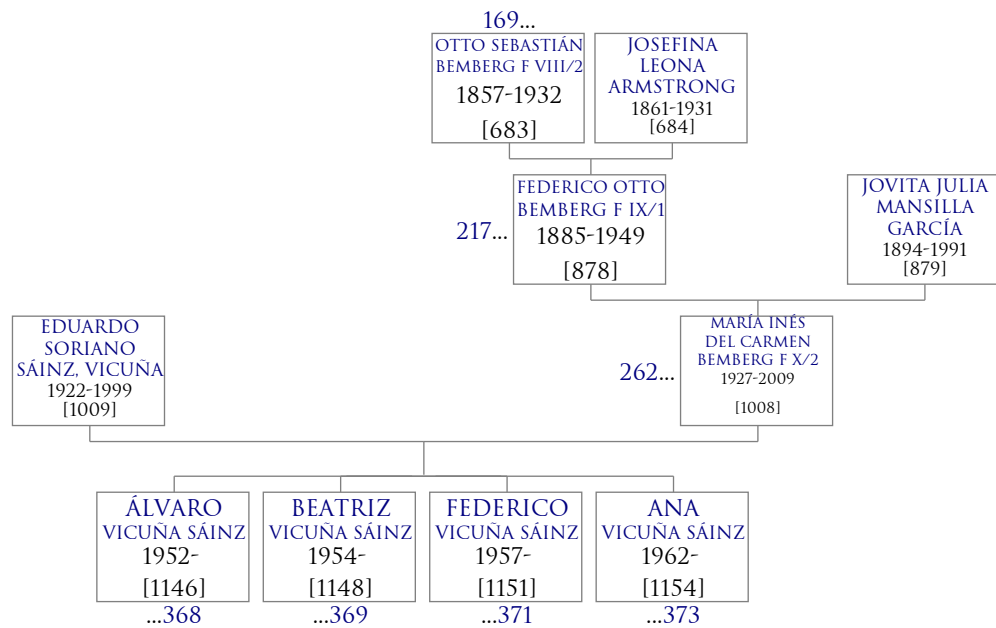 169...
OTTO SEBASTIÁN
BEMBERG F VIII/2
1857-1932
[683]
JOSEFINA
LEONA
ARMSTRONG
1861-1931
[684]
217...
FEDERICO OTTO
BEMBERG F IX/1
1885-1949
[878]
JOVITA JULIA
MANSILLA
GARCÍA
1894-1991
[879]
EDUARDO
SORIANO
SÁINZ, VICUÑA
1922-1999
[1009]
262...
MARÍA INÉS
DEL CARMEN
BEMBERG F X/2
1927-2009
[1008]
ÁLVARO
VICUÑA SÁINZ
1952-
[1146]
...368
BEATRIZ
VICUÑA SÁINZ
1954-
[1148]
...369
FEDERICO
VICUÑA SÁINZ
1957-
[1151]
...371
ANA
VICUÑA SÁINZ
1962-
[1154]
...373